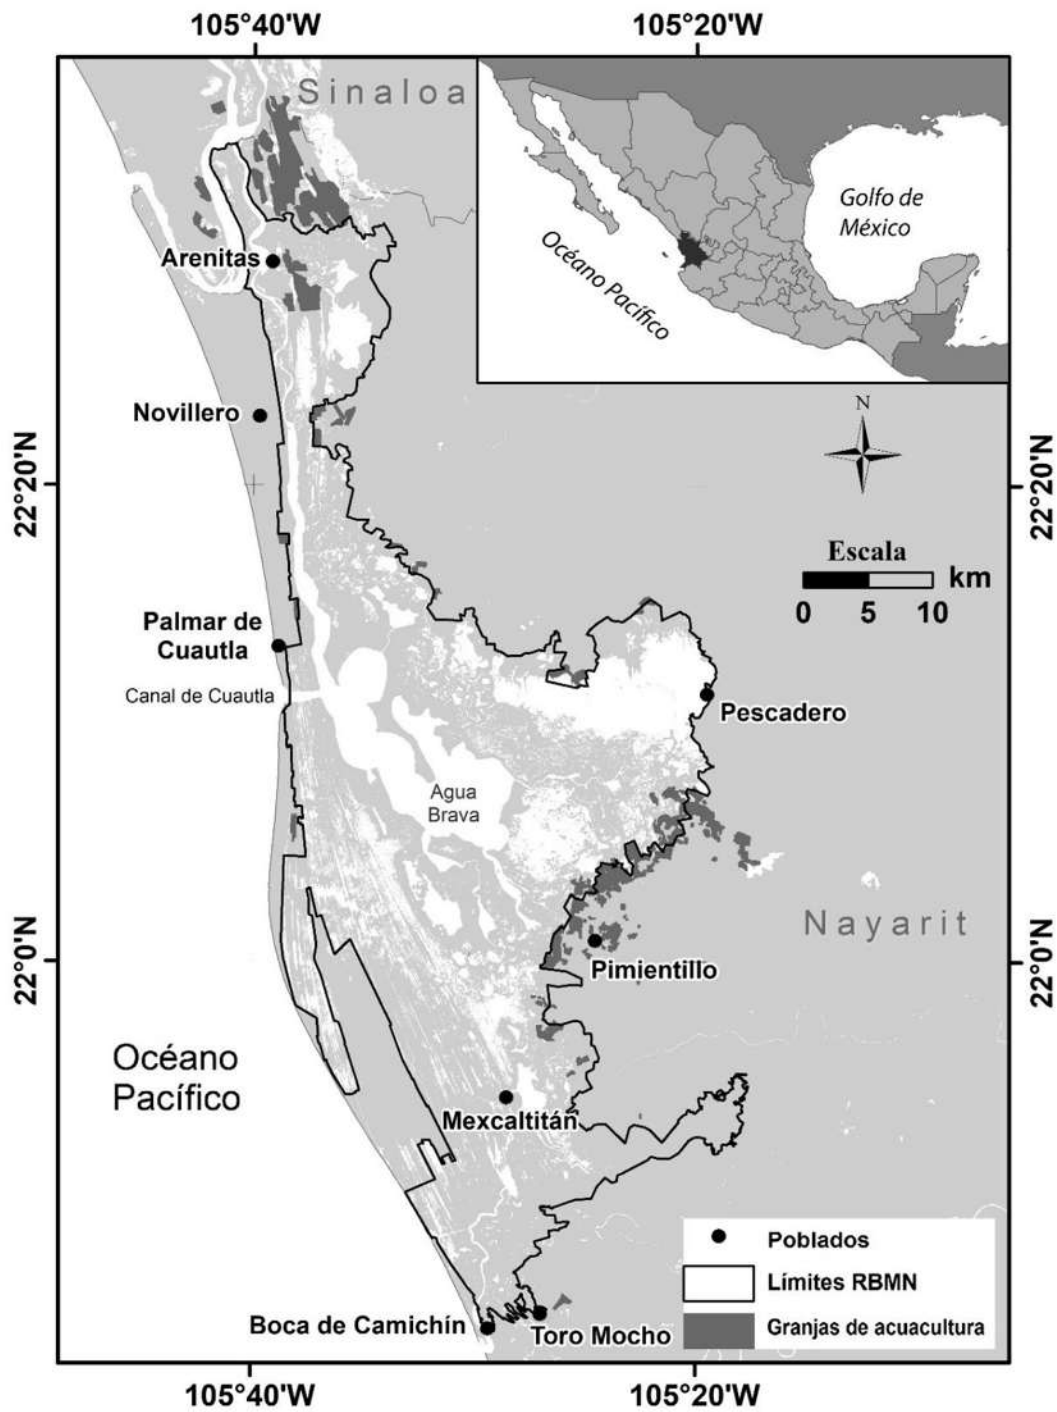 105°40'W
105°20'W
Sinaloa
Golfo de
México
Océano Pacífico
Arenitas
Novillero
N
22°20'N
22°20'N
Escala
km
0 5 10
Palmar de
Cuautla
Canal de Cuautla
Pescadero
Agua
Brava
Nayarit
22°0'N
22°0'N
Pimientillo
Océano
Pacífico
Mexcaltitán
Poblados
Límites RBMN
Granjas de acuacultura
Boca de Camichín
Toro Mocho
105°40'W
105°20'W